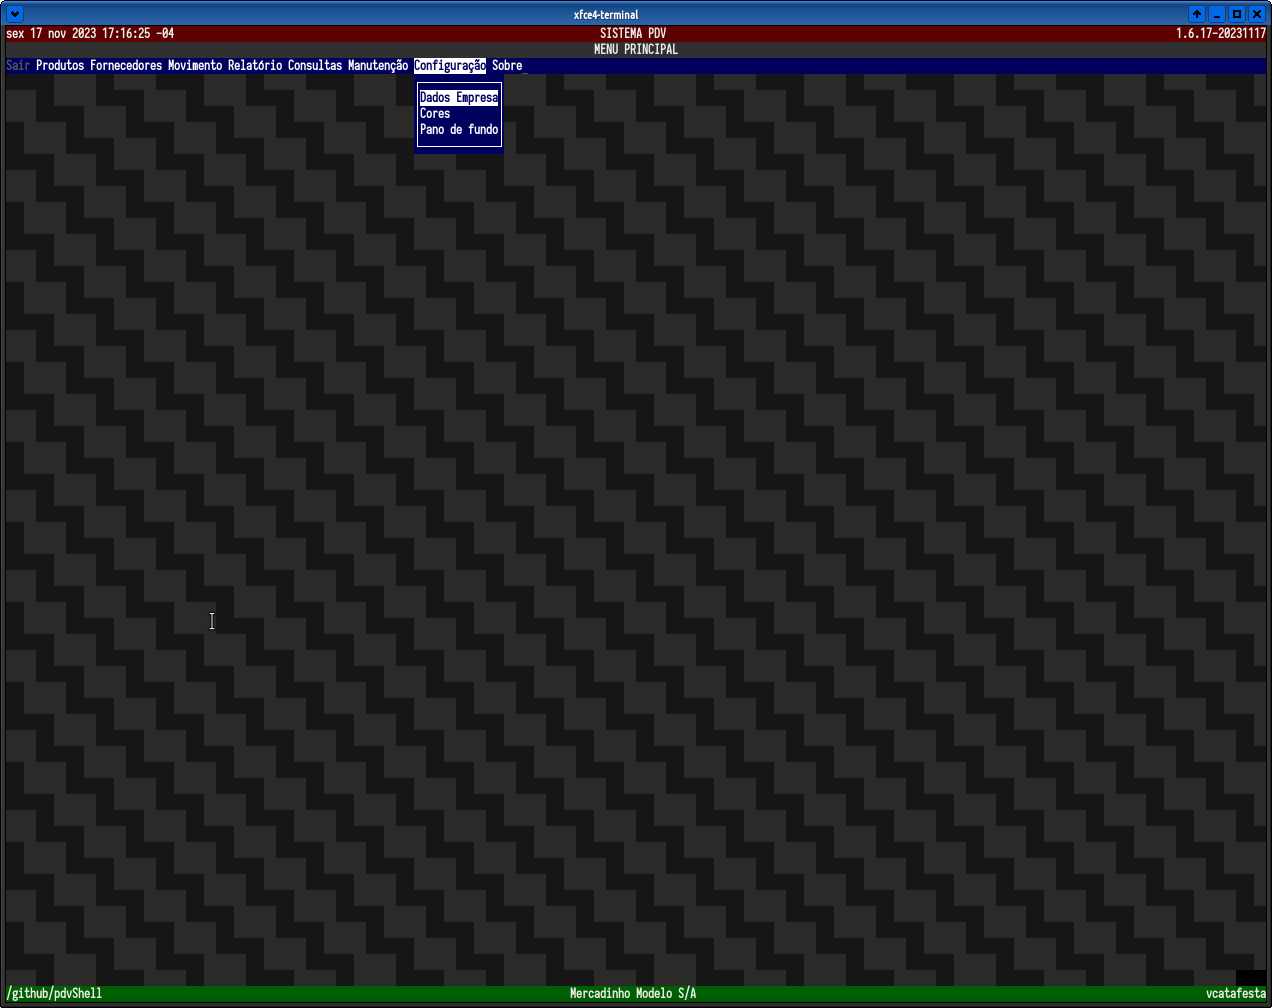 xfce4-terminal
sex 17 nov 2023 17:16:25 -04 SISTEMA PDV 1.6.17-20231117
MENU PRINCIPAL
Sair Produtos Fornecedores Movimento Relatório Consultas Manutenção Configuração Sobre_
Dados Empresa
Cores
Pano de fundo
/github/pdvShell Mercadinho Modelo S/A vcatafesta